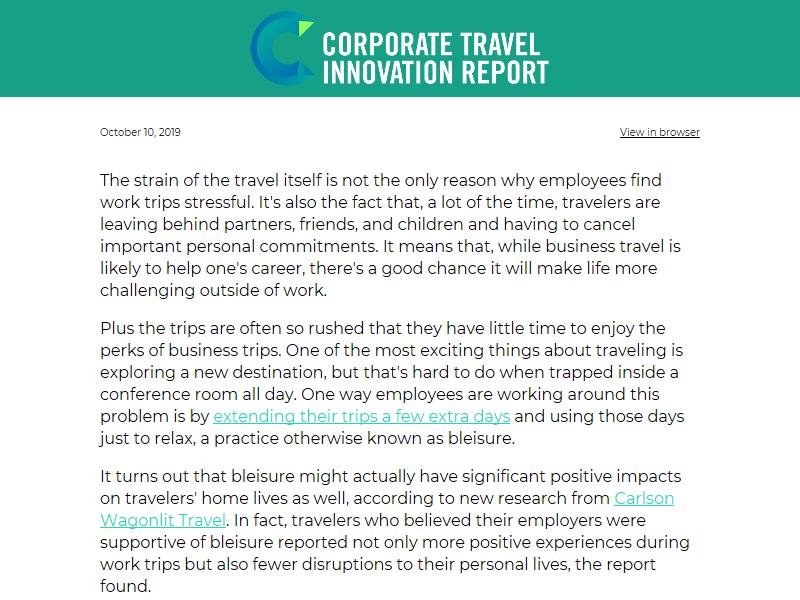 CORPORATE TRAVEL
INNOVATION REPORT
October 10, 2019
View in browser
The strain of the travel itself is not the only reason why employees find
work trips stressful. It's also the fact that, a lot of the time, travelers are
leaving behind partners, friends, and children and having to cancel
important personal commitments. It means that, while business travel is
likely to help one's career, there's a good chance it will make life more
challenging outside of work.
Plus the trips are often so rushed that they have little time to enjoy the
perks of business trips. One of the most exciting things about traveling is
exploring a new destination, but that's hard to do when trapped inside a
conference room all day. One way employees are working around this
problem is by extending their trips a few extra days and using those days
just to relax, a practice otherwise known as bleisure.
It turns out that bleisure might actually have significant positive impacts
on travelers' home lives as well, according to new research from Carlson
Wagonlit Travel. In fact, travelers who believed their employers were
supportive of bleisure reported not only more positive experiences during
work trips but also fewer disruptions to their personal lives, the report
found.